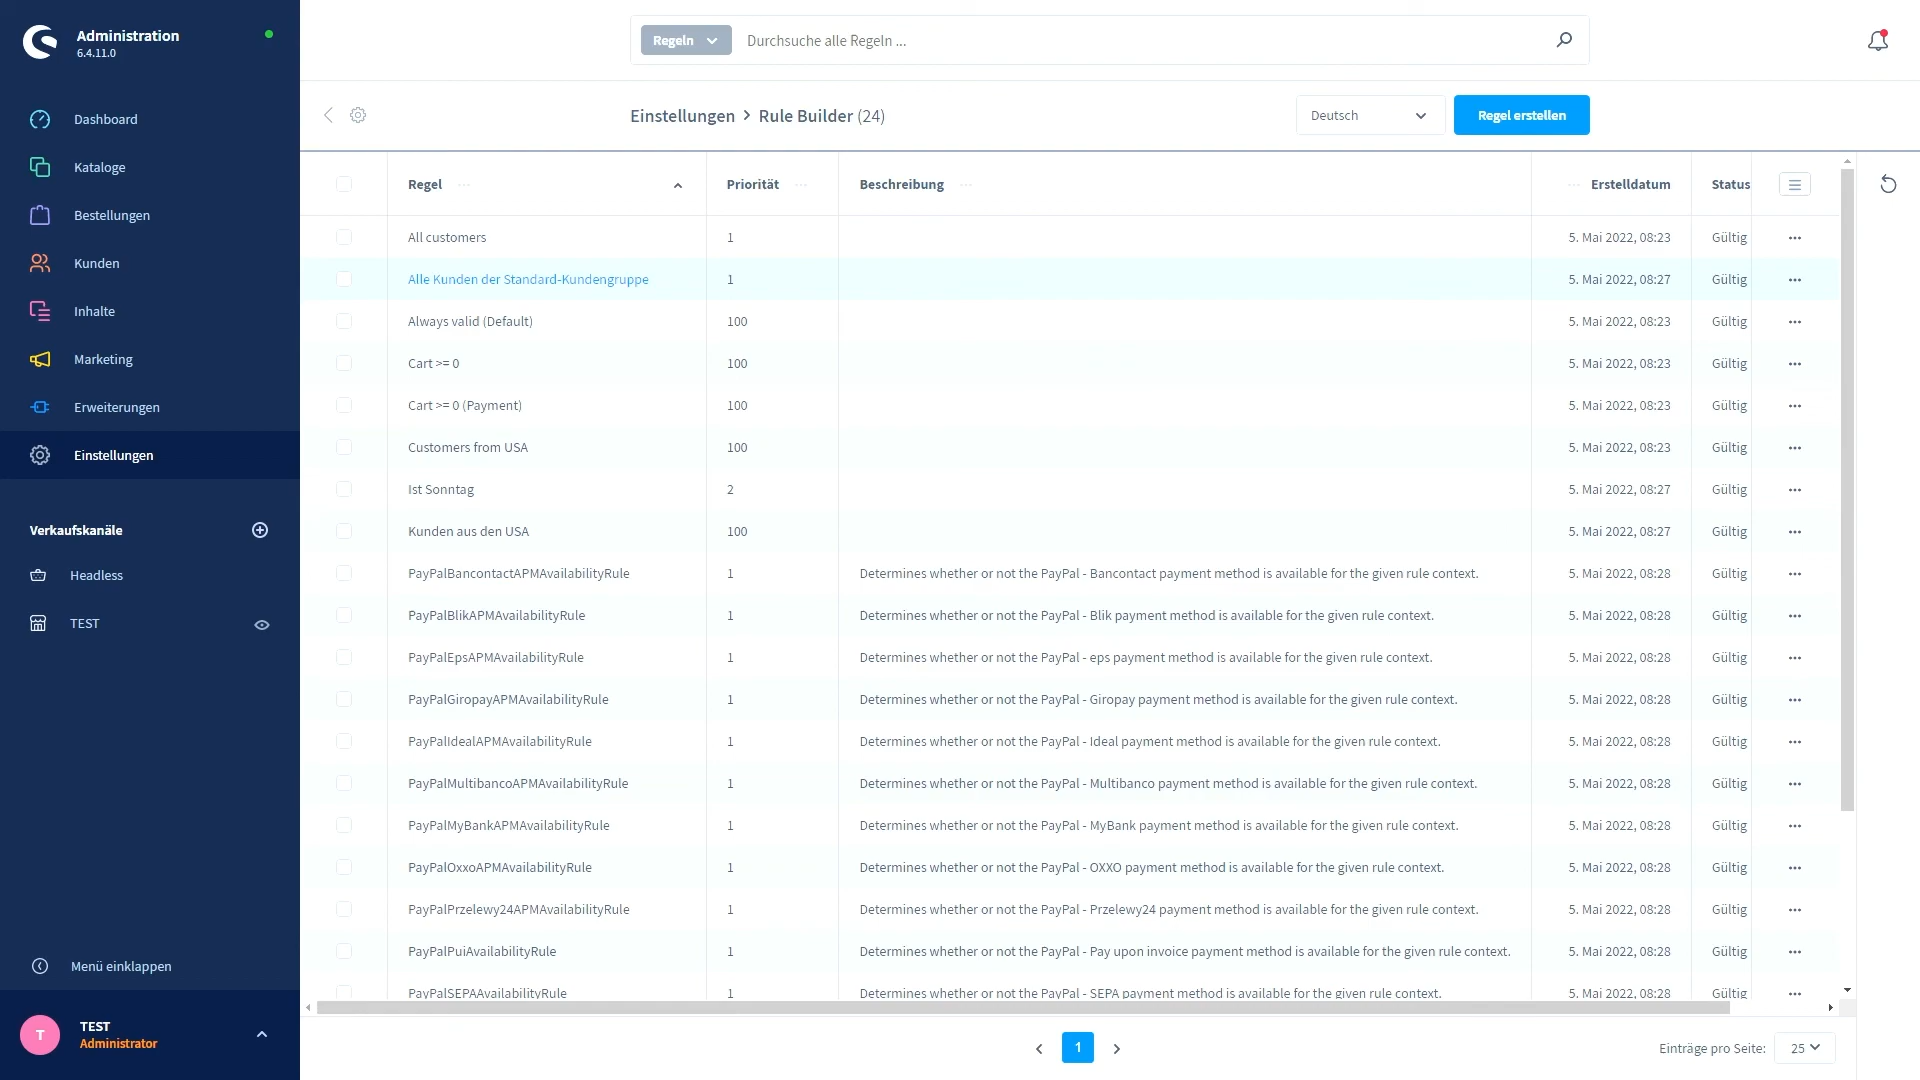 Administration
6.4.11.0
Regeln
Durchsuche alle Regeln ...
Dashboard
Kataloge
Bestellungen
Kunden
Inhalte
Marketing
Erweiterungen
Einstellungen
Verkaufskanäle
Headless
TEST
Menü einklappen
T
TEST
Administrator
Einstellungen > Rule Builder (24)
Deutsch
Regel erstellen
Regel Priorität Beschreibung Erstelldatum Status
All customers 1 5. Mai 2022, 08:23 Gültig
Alle Kunden der Standard-Kundengruppe 1 5. Mai 2022, 08:27 Gültig
Always valid (Default) 100 5. Mai 2022, 08:23 Gültig
Cart >= 0 100 5. Mai 2022, 08:23 Gültig
Cart >= 0 (Payment) 100 5. Mai 2022, 08:23 Gültig
Customers from USA 100 5. Mai 2022, 08:23 Gültig
Ist Sonntag 2 5. Mai 2022, 08:27 Gültig
Kunden aus den USA 100 5. Mai 2022, 08:27 Gültig
PayPalBancontactAPMAvailabilityRule 1 Determines whether or not the PayPal - Bancontact payment method is available for the given rule context. 5. Mai 2022, 08:28 Gültig
PayPalBlikAPMAvailabilityRule 1 Determines whether or not the PayPal - Blik payment method is available for the given rule context. 5. Mai 2022, 08:28 Gültig
PayPalEpsAPMAvailabilityRule 1 Determines whether or not the PayPal - eps payment method is available for the given rule context. 5. Mai 2022, 08:28 Gültig
PayPalGiropayAPMAvailabilityRule 1 Determines whether or not the PayPal - Giropay payment method is available for the given rule context. 5. Mai 2022, 08:28 Gültig
PayPalIdealAPMAvailabilityRule 1 Determines whether or not the PayPal - Ideal payment method is available for the given rule context. 5. Mai 2022, 08:28 Gültig
PayPalMultibancoAPMAvailabilityRule 1 Determines whether or not the PayPal - Multibanco payment method is available for the given rule context. 5. Mai 2022, 08:28 Gültig
PayPalMyBankAPMAvailabilityRule 1 Determines whether or not the PayPal - MyBank payment method is available for the given rule context. 5. Mai 2022, 08:28 Gültig
PayPalOxxoAPMAvailabilityRule 1 Determines whether or not the PayPal - OXXO payment method is available for the given rule context. 5. Mai 2022, 08:28 Gültig
PayPalPrzelewy24APMAvailabilityRule 1 Determines whether or not the PayPal - Przelewy24 payment method is available for the given rule context. 5. Mai 2022, 08:28 Gültig
PayPalPuiAvailabilityRule 1 Determines whether or not the PayPal - Pay upon invoice payment method is available for the given rule context. 5. Mai 2022, 08:28 Gültig
PayPalSEPAAvailabilityRule 1 Determines whether or not the PayPal - SEPA payment method is available for the given rule context. 5. Mai 2022, 08:28 Gültig
1
Einträge pro Seite: 25